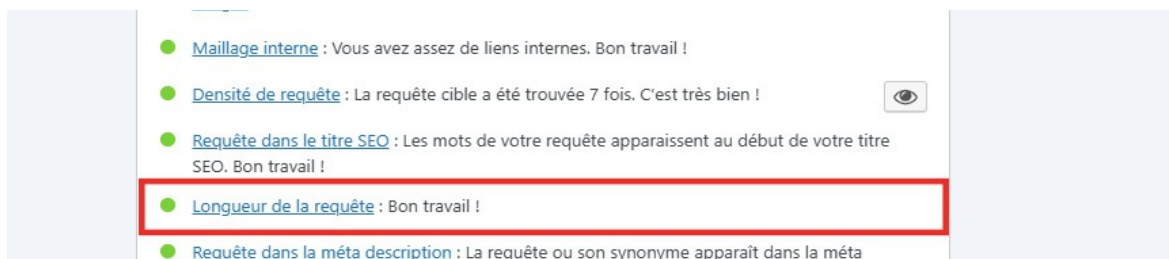 Maillage interne : Vous avez assez de liens internes. Bon travail !
Densité de requête : La requête cible a été trouvée 7 fois. C’est très bien !
Requête dans le titre SEO : Les mots de votre requête apparaissent au début de votre titre
SEO. Bon travail !
Longueur de la requête : Bon travail !
Requête dans la méta description : La requête ou son synonyme apparaît dans la méta